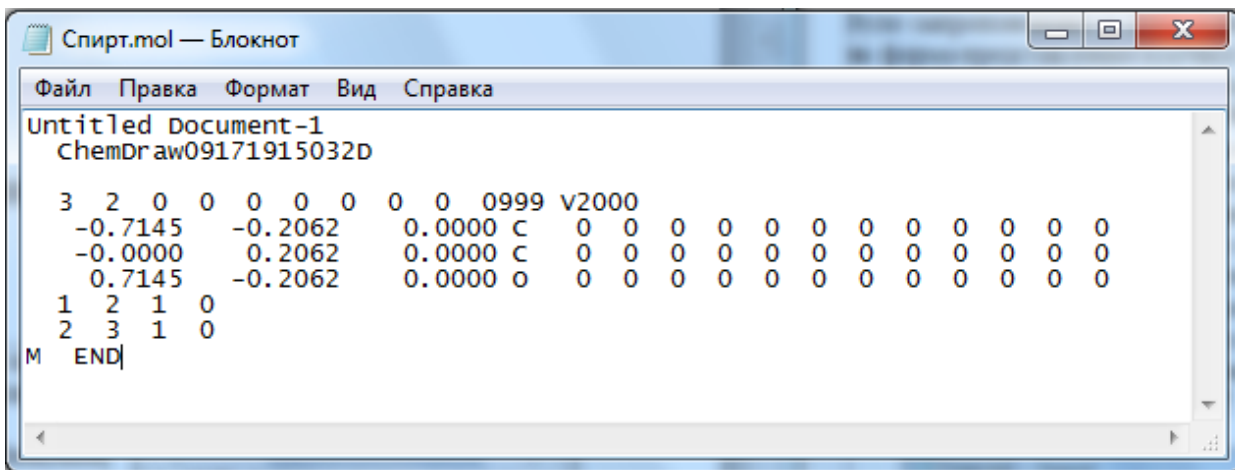 Спирт.mol — Блокнот
Файл Правка Формат Вид Справка
Untitled Document-1
ChemDraw09171915032D
3 2 0 0 0 0 0 0 0 0999 V2000
-0.7145 -0.2062 0.0000 C 0 0 0 0 0 0 0 0 0 0 0 0
-0.0000 0.2062 0.0000 C 0 0 0 0 0 0 0 0 0 0 0 0
0.7145 -0.2062 0.0000 O 0 0 0 0 0 0 0 0 0 0 0 0
1 2 1 0
2 3 1 0
M END